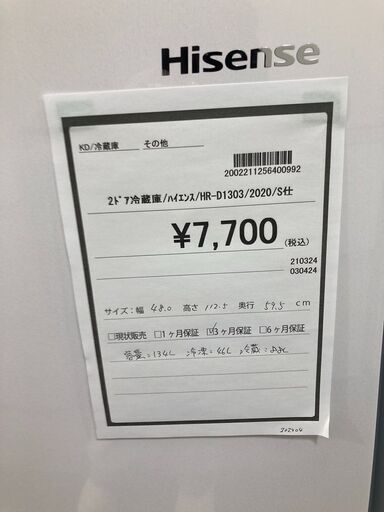 Hisense
KD/冷蔵庫 その他
2002211256400992
2ﾄﾞｱ冷蔵庫/ﾊｲｴﾝｽ/HR-D1303/2020/S仕
¥7,700(税込)
210324
030424
サイズ:幅 48.0 高さ 112.5 奥行 59.5 cm
□現状販売 □1ヶ月保証 ☑3ヶ月保証 □6ヶ月保証
容量:134L 冷凍:46L 冷蔵:88L